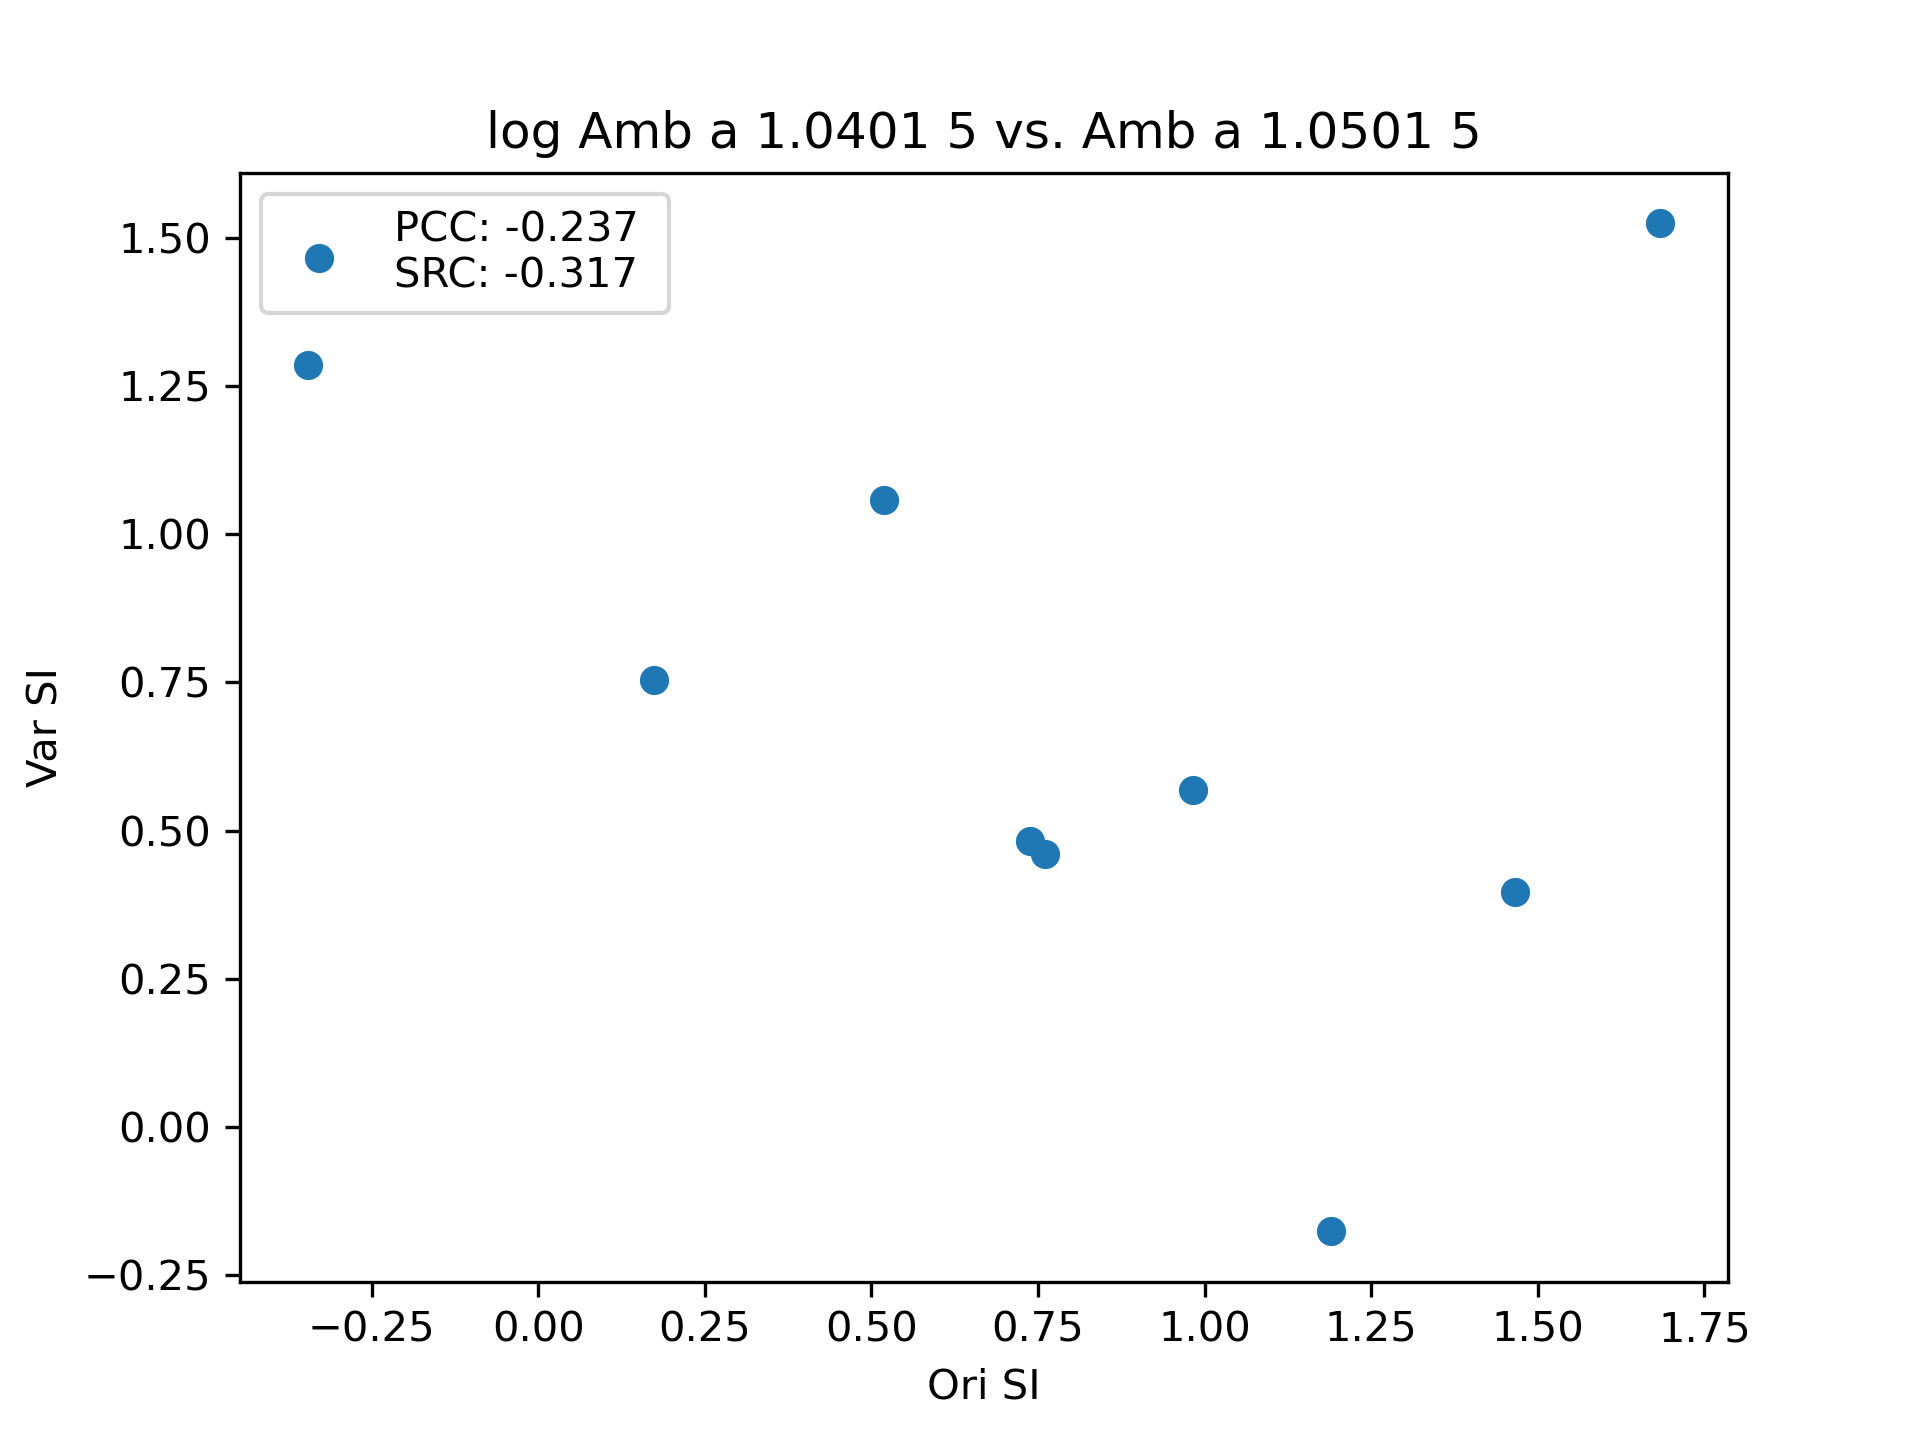 log Amb a 1.0401 5 vs. Amb a 1.0501 5
PCC: -0.237
SRC: -0.317
1.50
1.25
1.00
0.75
0.50
0.25
0.00
−0.25
Var SI
−0.25 0.00 0.25 0.50 0.75 1.00 1.25 1.50 1.75
Ori SI